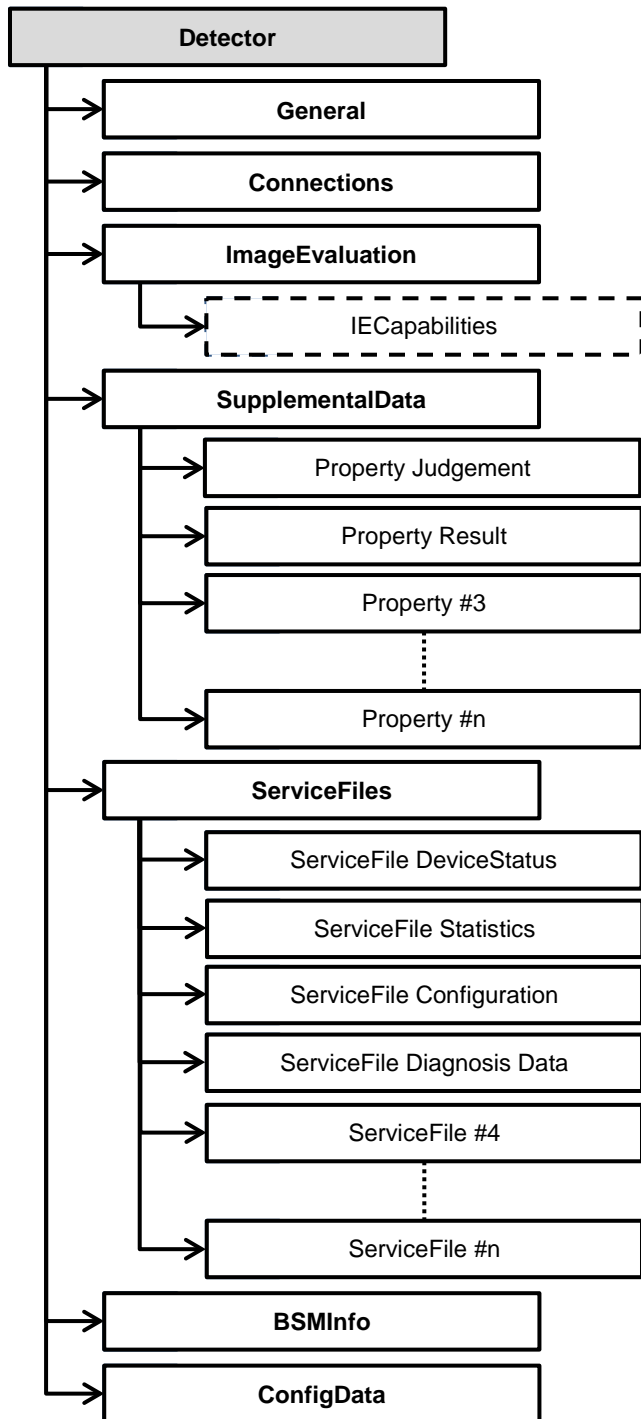 Detector
General
Connections
ImageEvaluation
IECapabilities
SupplementalData
Property Judgement
Property Result
Property #3
Property #n
ServiceFiles
ServiceFile DeviceStatus
ServiceFile Statistics
ServiceFile Configuration
ServiceFile Diagnosis Data
ServiceFile #4
ServiceFile #n
BSMInfo
ConfigData